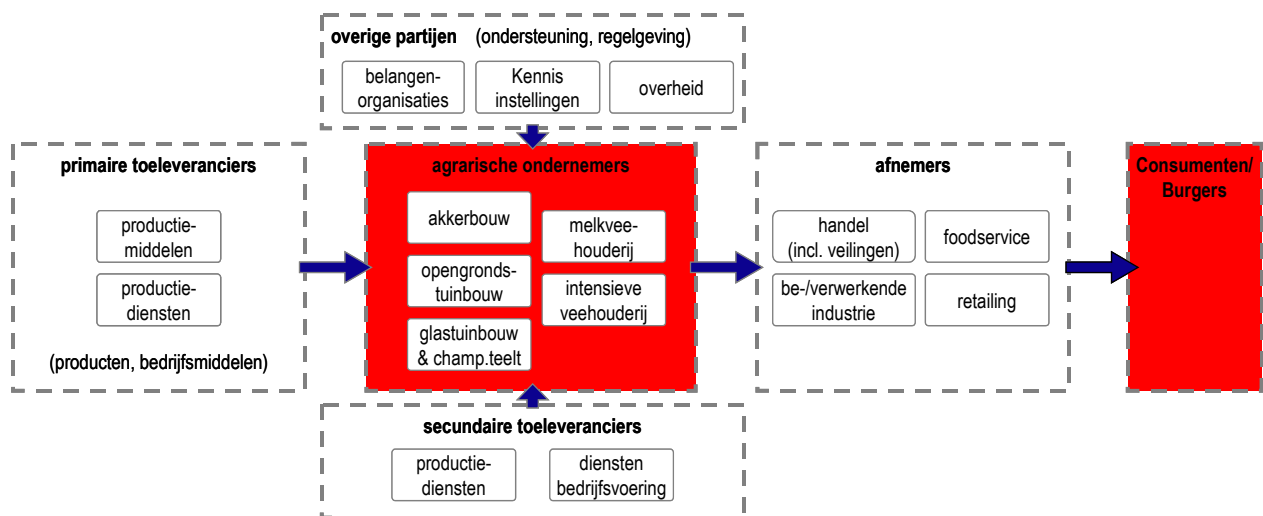 overige partijen (ondersteuning, regelgeving)
belangen-
organisaties
Kennis
instellingen
overheid
primaire toeleveranciers
productie-
middelen
productie-
diensten
(producten, bedrijfsmiddelen)
agrarische ondernemers
akkerbouw
opengronds-
tuinbouw
glastuinbouw
& champ.teelt
melkvee-
houderij
intensieve
veehouderij
afnemers
handel
(incl. veilingen)
foodservice
be-/verwerkende
industrie
retailing
Consumenten/
Burgers
secundaire toeleveranciers
productie-
diensten
diensten
bedrijfsvoering